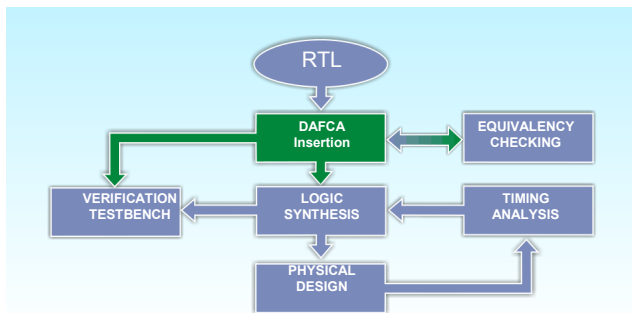 RTL
DAFCA
Insertion
EQUIVALENCY
CHECKING
VERIFICATION
TESTBENCH
LOGIC
SYNTHESIS
TIMING
ANALYSIS
PHYSICAL
DESIGN